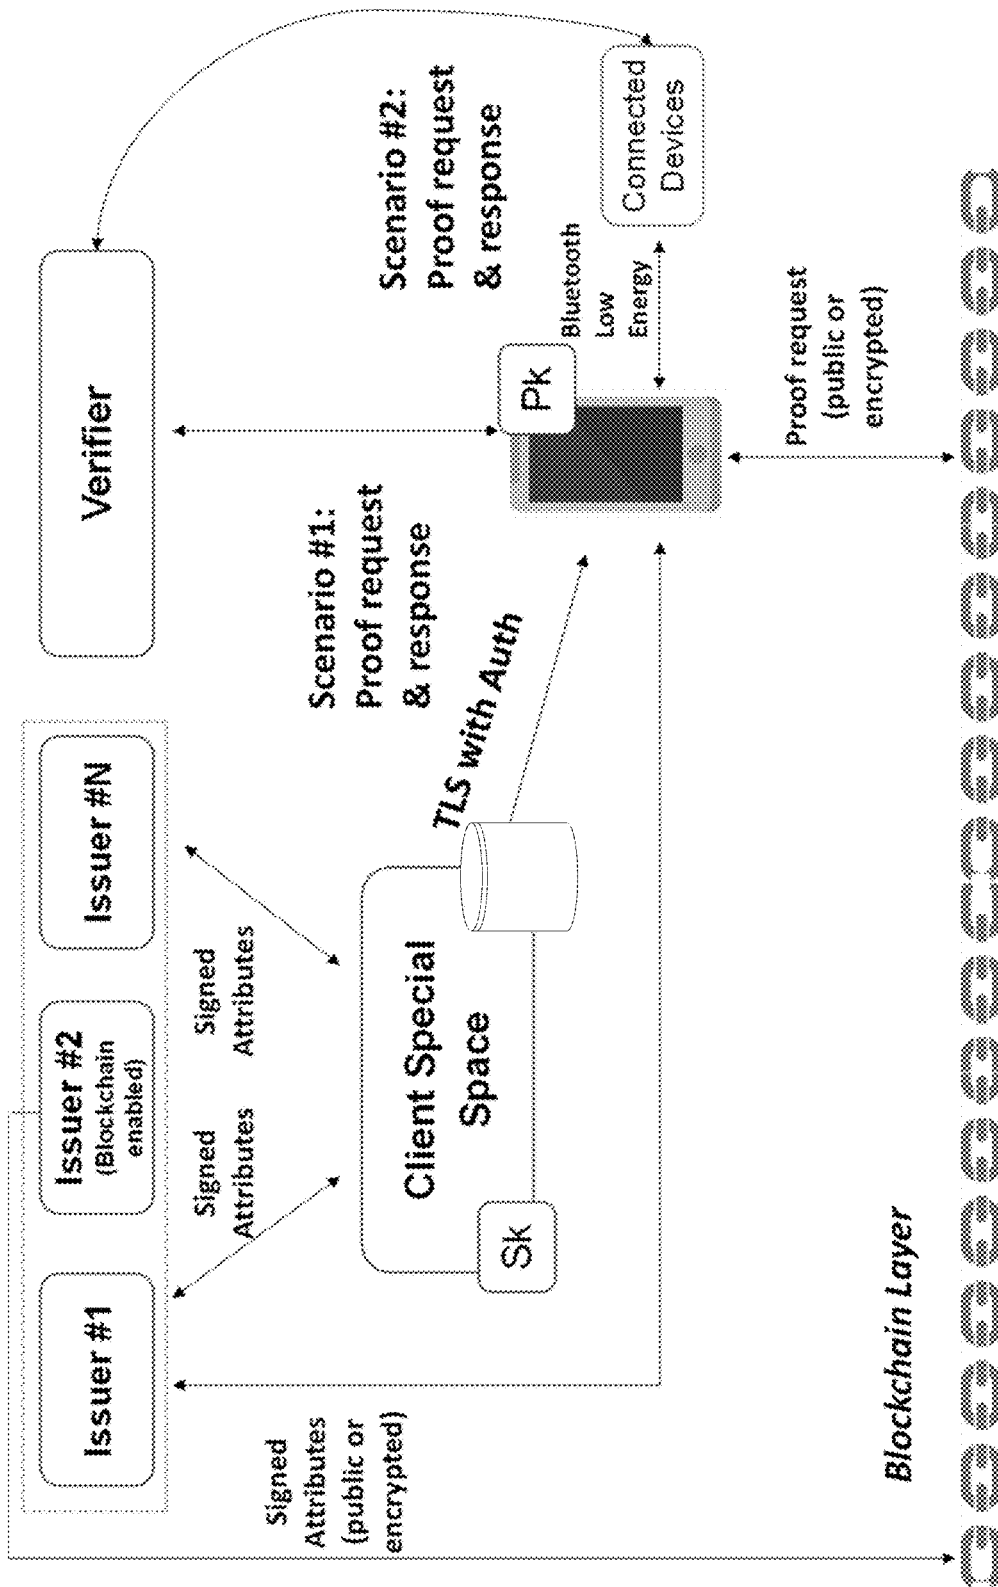 Issuer #1
Issuer #2
(Blockchain
enabled)
Issuer #N
Verifier
Signed
Attributes
(public or
encrypted)
Signed
Attributes
Signed
Attributes
Scenario #1:
Proof request
& response
Scenario #2:
Proof request
& response
Client Special
Space
Sk
TLS with Auth
Pk
Bluetooth
Low
Energy
Connected
Devices
Proof request
(public or
encrypted)
Blockchain Layer